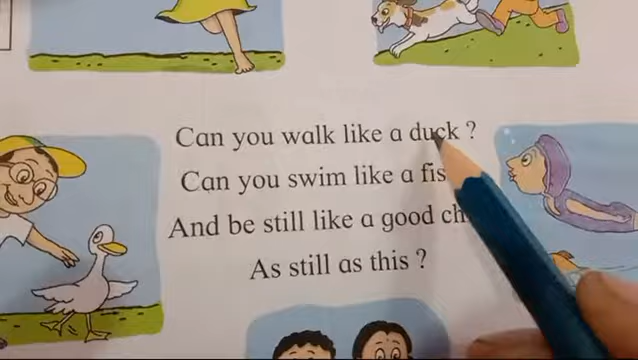 Can you walk like a duck ?
Can you swim like a
And be still like a good
As still as this ?